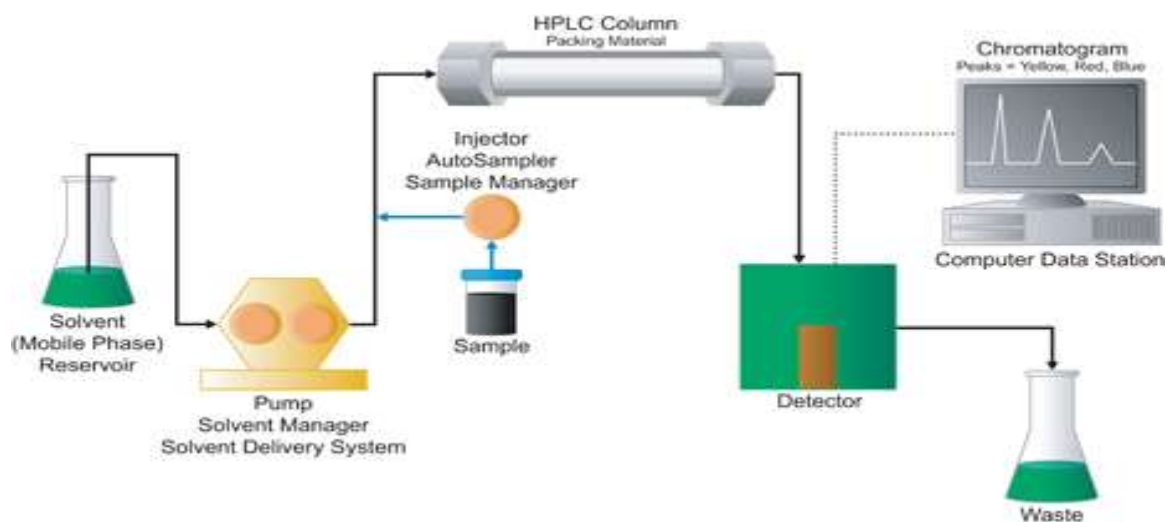 HPLC Column
Packing Material
Chromatogram
Peaks = Yellow, Red, Blue
Injector
AutoSampler
Sample Manager
Computer Data Station
Solvent
(Mobile Phase)
Reservoir
Sample
Pump
Solvent Manager
Solvent Delivery System
Detector
Waste